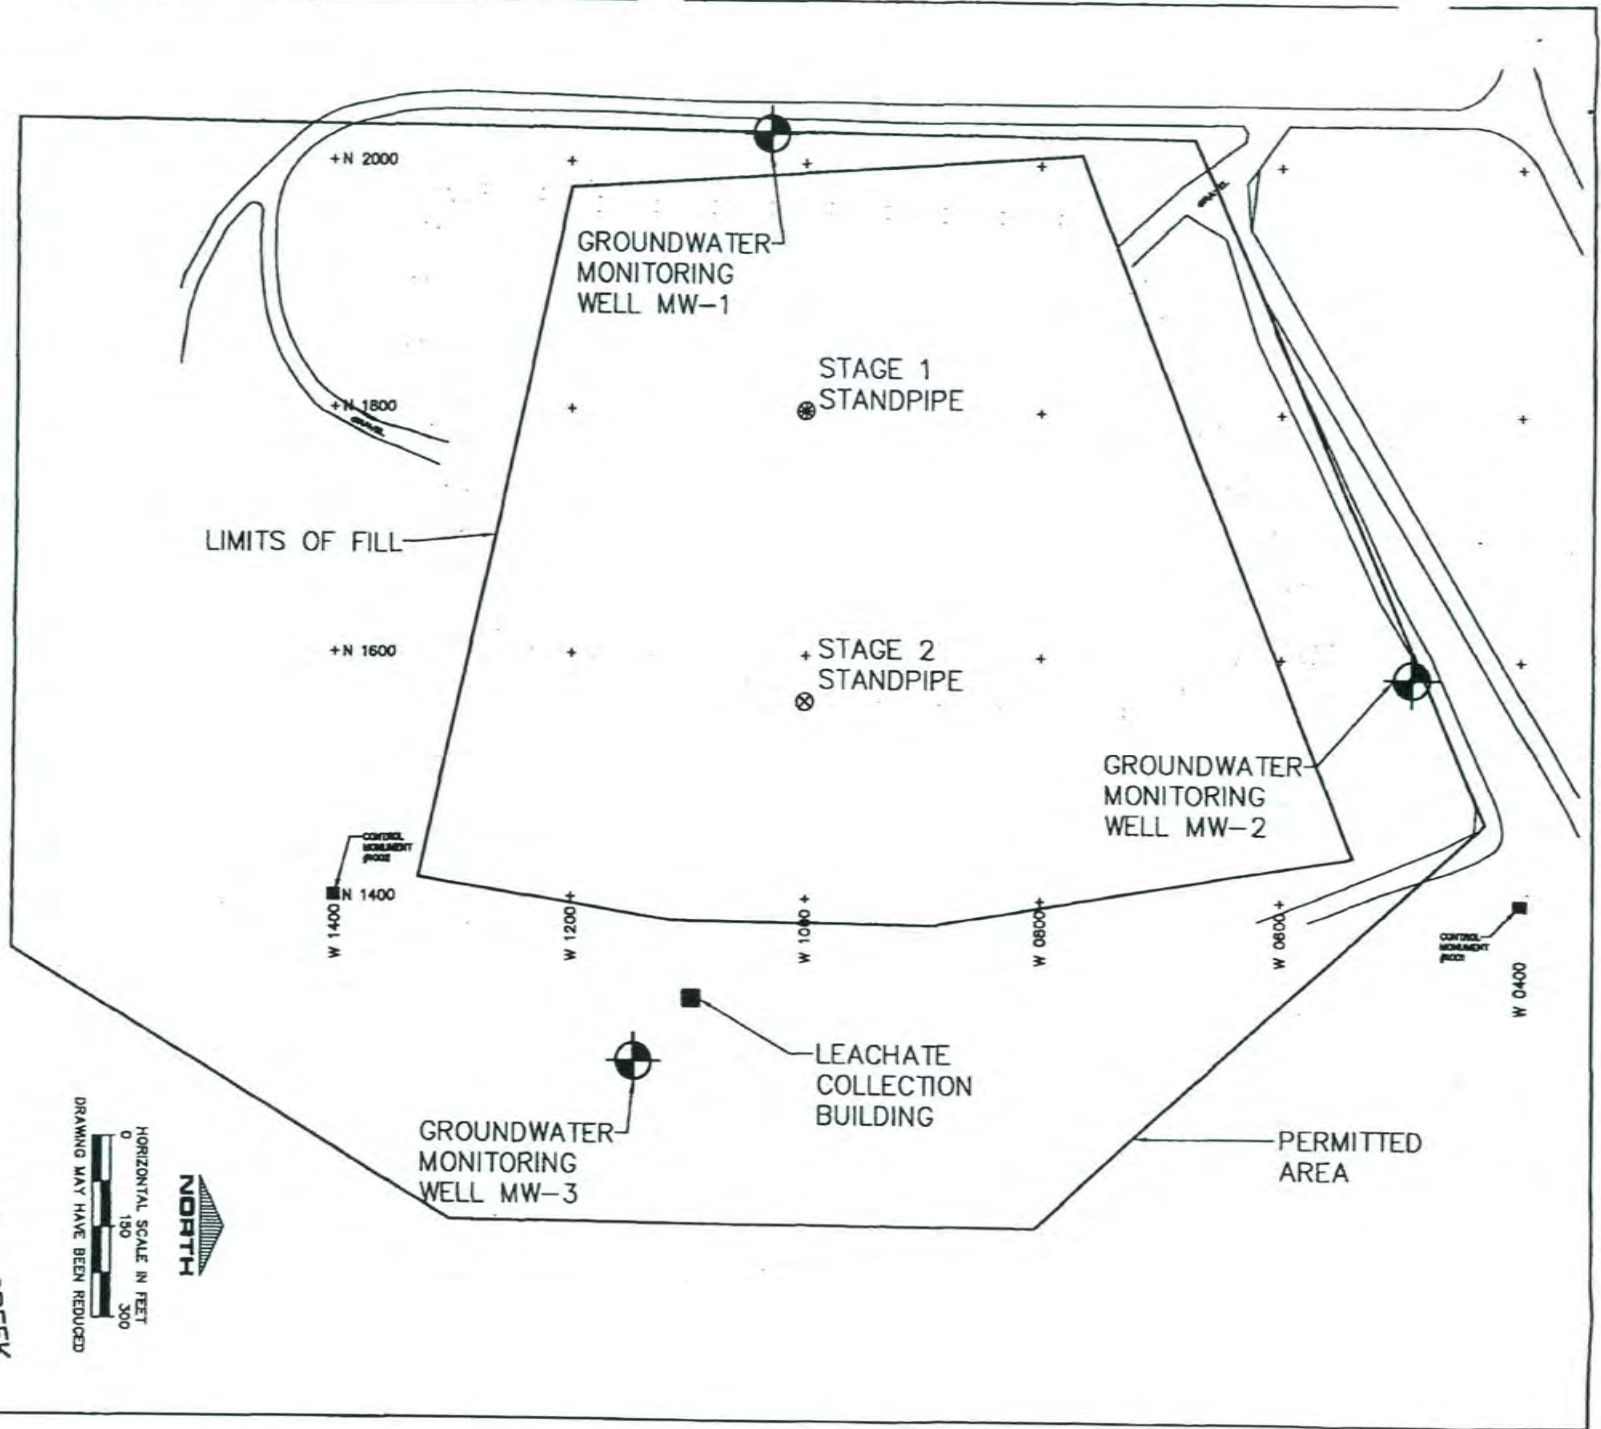 N 2000
GROUNDWATER
MONITORING
WELL MW-1
GRAVEL
STAGE 1
STANDPIPE
N 1800
GRAVEL
LIMITS OF FILL
N 1600
STAGE 2
STANDPIPE
GROUNDWATER
MONITORING
WELL MW-2
CONTROL
MONUMENT
N 1400
W 1400
W 1200
W 1000
W 0800
W 0600
W 0400
CONTROL
MONUMENT
LEACHATE
COLLECTION
BUILDING
GROUNDWATER
MONITORING
WELL MW-3
PERMITTED
AREA
NORTH
HORIZONTAL SCALE IN FEET
0 150 300
DRAWING MAY HAVE BEEN REDUCED